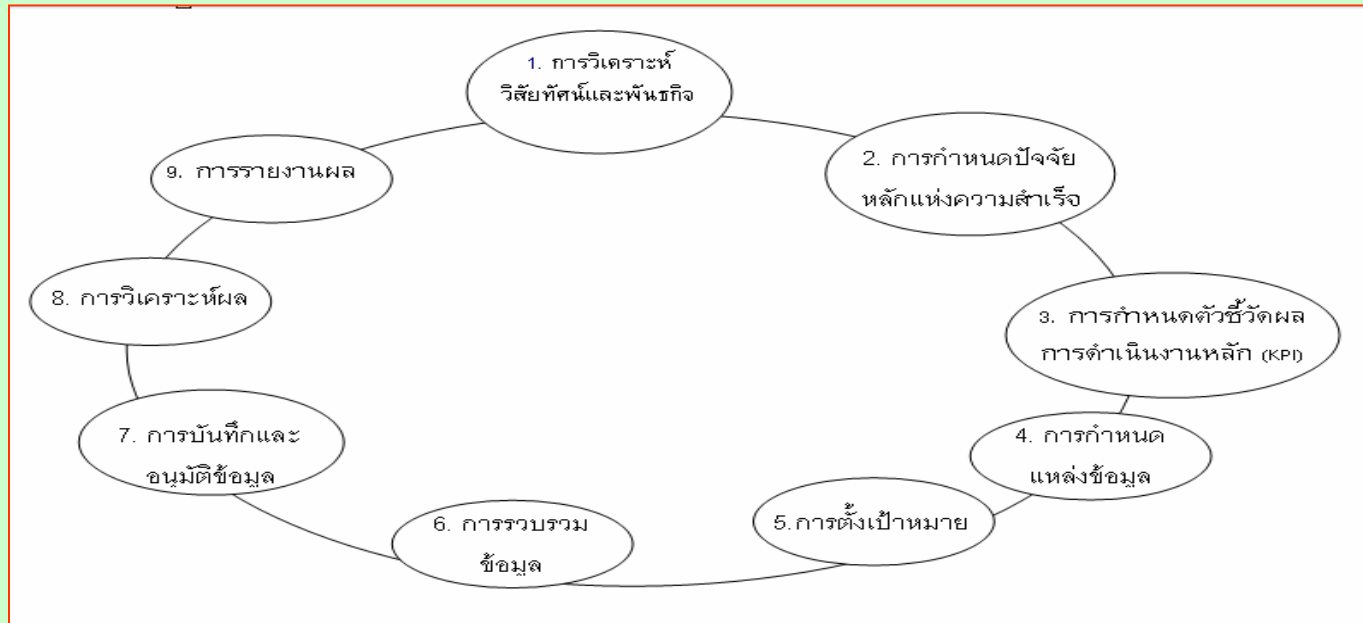 1. การวิเคราะห์
วิสัยทัศน์และพันธกิจ
2. การกำหนดปัจจัย
หลักแห่งความสำเร็จ
3. การกำหนดตัวชี้วัดผล
การดำเนินงานหลัก (KPI)
4. การกำหนด
แหล่งข้อมูล
5.การตั้งเป้าหมาย
6. การรวบรวม
ข้อมูล
7. การบันทึกและ
อนุมัติข้อมูล
8. การวิเคราะห์ผล
9. การรายงานผล